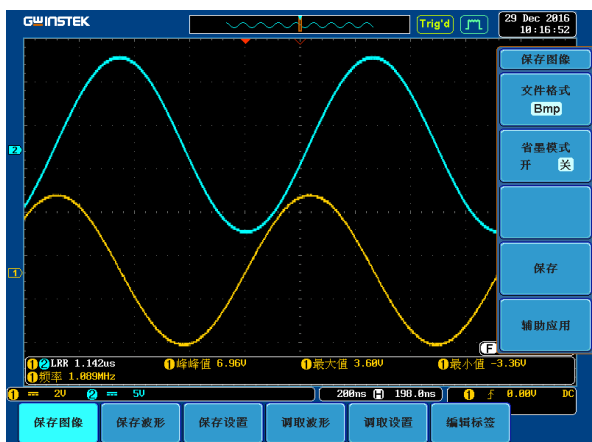 GWINSTEK
Trig'd
29 Dec 2016
10:16:52
保存图像
文件格式
Bmp
省墨模式
开 关
保存
辅助应用
2
1
F
1 2 LRR 1.142us 1 峰峰值 6.96V 1 最大值 3.60V 1 最小值 -3.36V
1 频率 1.089MHz
1 2V 2 5V 200ns H 198.0ns 1 f 0.00V DC
保存图像 保存波形 保存设置 调取波形 调取设置 编辑标签